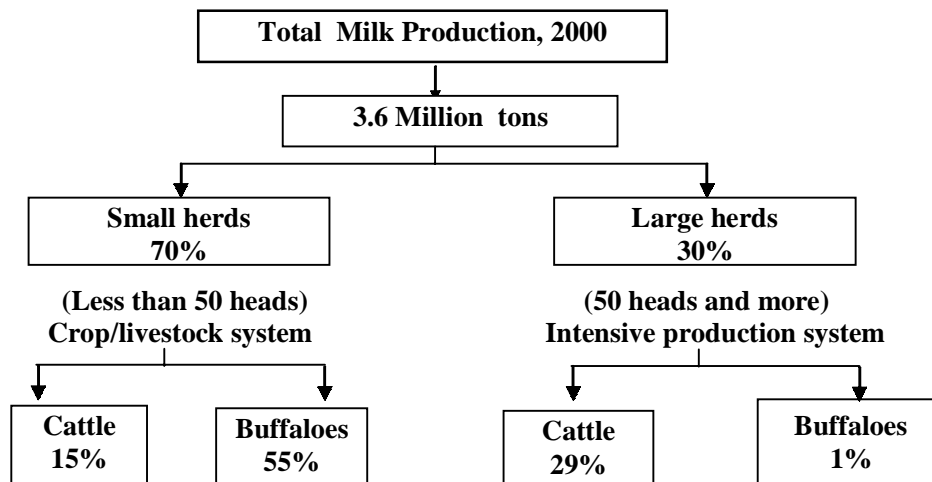 Total Milk Production, 2000
3.6 Million tons
Small herds
70%
Large herds
30%
(Less than 50 heads)
Crop/livestock system
(50 heads and more)
Intensive production system
Cattle
15%
Buffaloes
55%
Cattle
29%
Buffaloes
1%